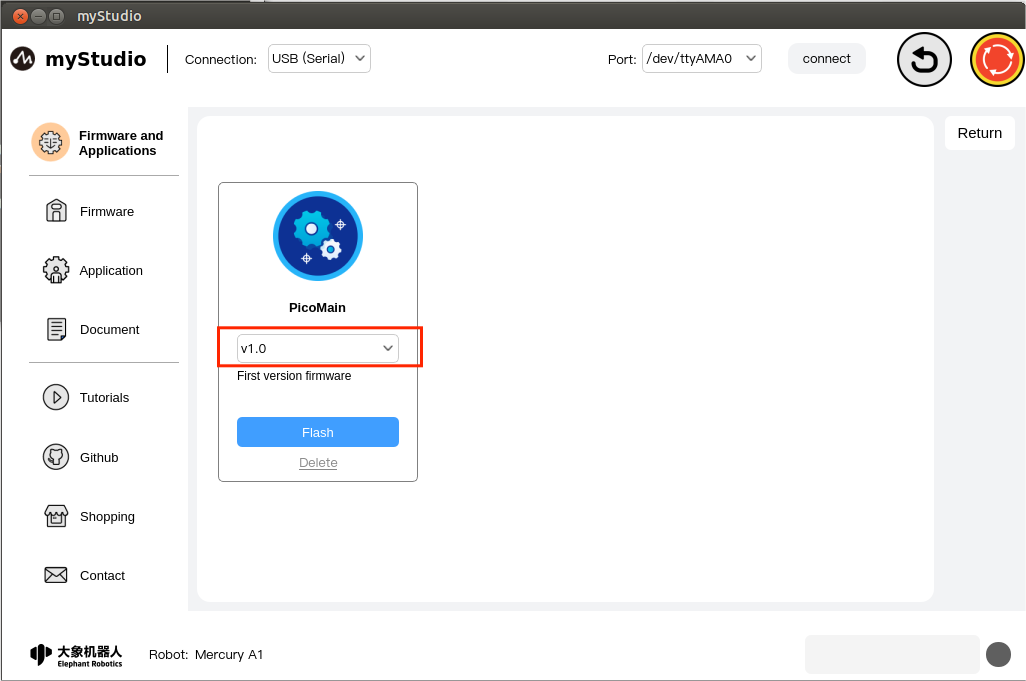 myStudio
myStudio
Connection:
USB (Serial)
Port:
/dev/ttyAMA0
connect
Firmware and
Applications
Firmware
Application
Document
Tutorials
Github
Shopping
Contact
Return
PicoMain
v1.0
First version firmware
Flash
Delete
大象机器人
Elephant Robotics
Robot: Mercury A1